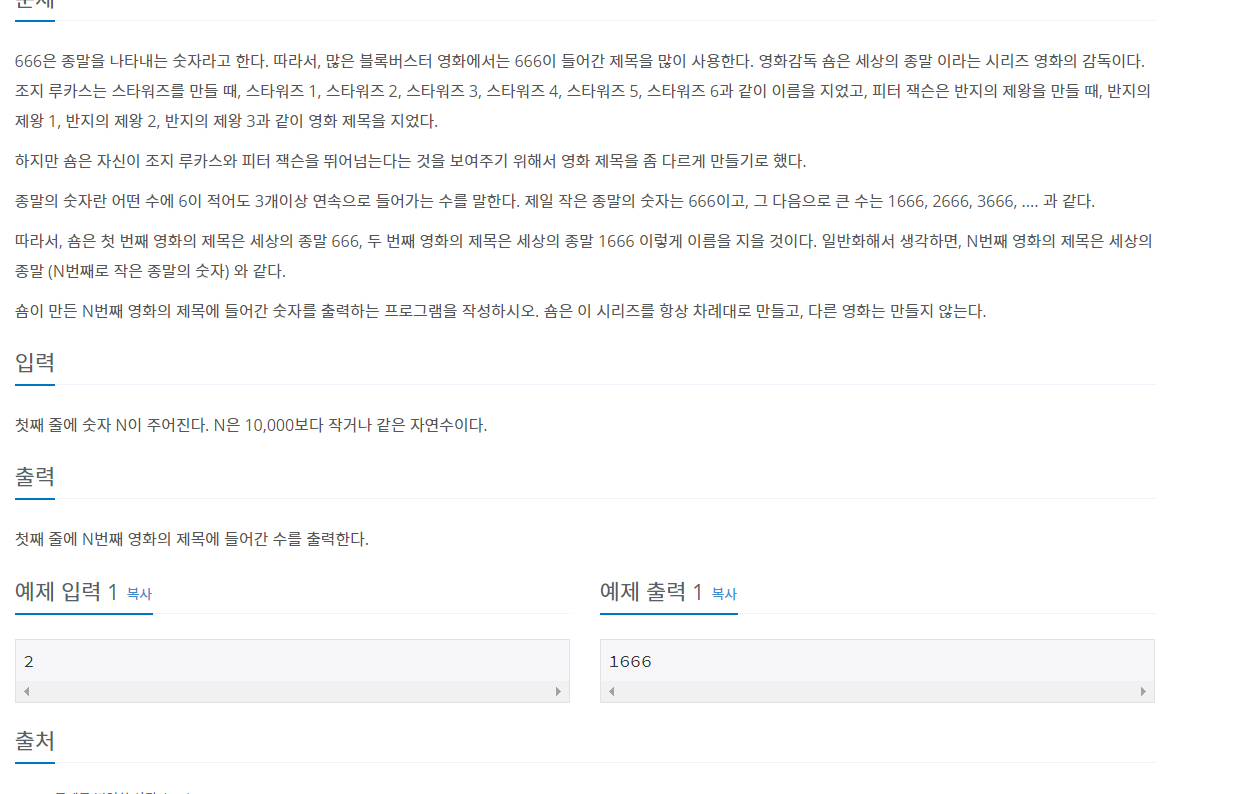 문제
666은 종말을 나타내는 숫자라고 한다. 따라서, 많은 블록버스터 영화에서는 666이 들어간 제목을 많이 사용한다. 영화감독 숌은 세상의 종말 이라는 시리즈 영화의 감독이다.
조지 루카스는 스타워즈를 만들 때, 스타워즈 1, 스타워즈 2, 스타워즈 3, 스타워즈 4, 스타워즈 5, 스타워즈 6과 같이 이름을 지었고, 피터 잭슨은 반지의 제왕을 만들 때, 반지의
제왕 1, 반지의 제왕 2, 반지의 제왕 3과 같이 영화 제목을 지었다.
하지만 숌은 자신이 조지 루카스와 피터 잭슨을 뛰어넘는다는 것을 보여주기 위해서 영화 제목을 좀 다르게 만들기로 했다.
종말의 숫자란 어떤 수에 6이 적어도 3개이상 연속으로 들어가는 수를 말한다. 제일 작은 종말의 숫자는 666이고, 그 다음으로 큰 수는 1666, 2666, 3666, .... 과 같다.
따라서, 숌은 첫 번째 영화의 제목은 세상의 종말 666, 두 번째 영화의 제목은 세상의 종말 1666 이렇게 이름을 지을 것이다. 일반화해서 생각하면, N번째 영화의 제목은 세상의
종말 (N번째로 작은 종말의 숫자) 와 같다.
숌이 만든 N번째 영화의 제목에 들어간 숫자를 출력하는 프로그램을 작성하시오. 숌은 이 시리즈를 항상 차례대로 만들고, 다른 영화는 만들지 않는다.
입력
첫째 줄에 숫자 N이 주어진다. N은 10,000보다 작거나 같은 자연수이다.
출력
첫째 줄에 N번째 영화의 제목에 들어간 수를 출력한다.
예제 입력 1 복사
2
예제 출력 1 복사
1666
출처